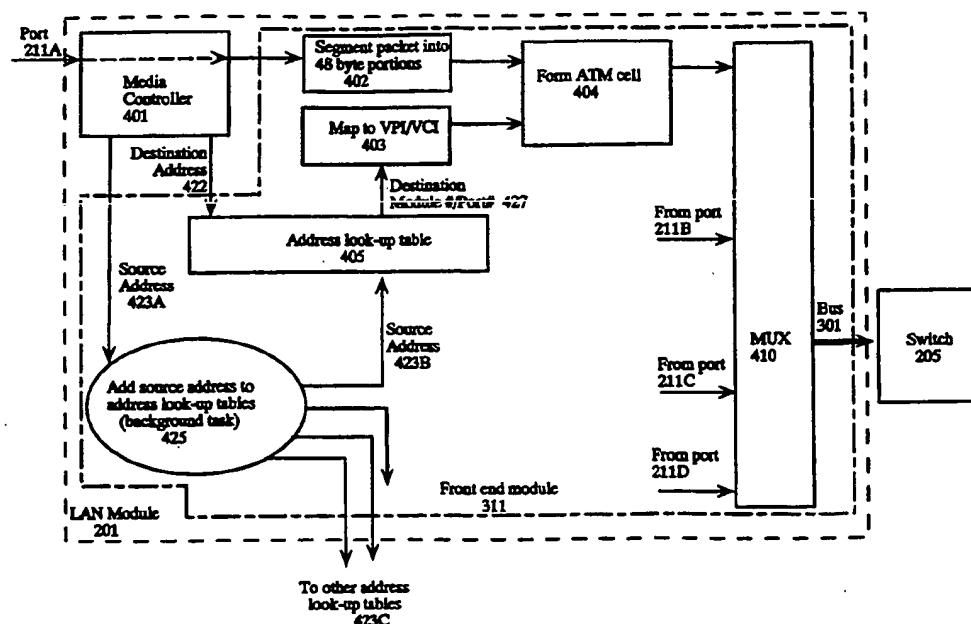 Port
211A
Media
Controller
401
Segment packet into
48 byte portions
402
Form ATM cell
404
Map to VPI/VCI
403
Destination
Address
422
Destination
Module #/Port# 427
Address look-up table
405
From port
211B
Source
Address
423A
Source
Address
423B
Bus
301
MUX
410
Switch
205
Add source address to
address look-up tables
(background task)
425
From port
211C
From port
211D
Front end module
311
LAN Module
201
To other address
look-up tables
423C